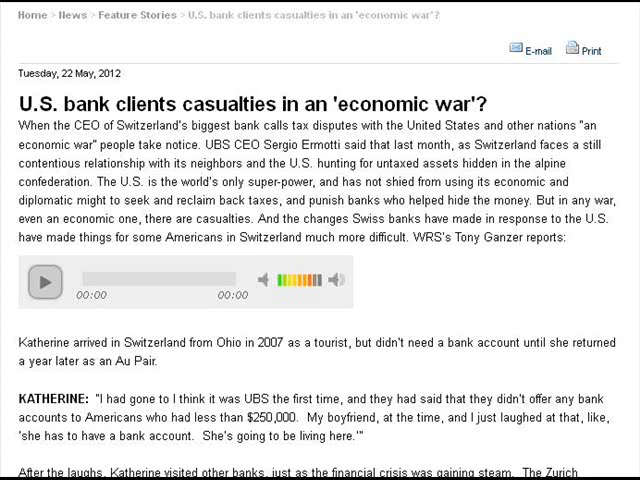 Home > News > Feature Stories > U.S. bank clients casualties in an 'economic war'?
E-mail Print
Tuesday, 22 May, 2012
U.S. bank clients casualties in an 'economic war'?
When the CEO of Switzerland's biggest bank calls tax disputes with the United States and other nations "an
economic war" people take notice. UBS CEO Sergio Ermotti said that last month, as Switzerland faces a still
contentious relationship with its neighbors and the U.S. hunting for untaxed assets hidden in the alpine
confederation. The U.S. is the world's only super-power, and has not shied from using its economic and
diplomatic might to seek and reclaim back taxes, and punish banks who helped hide the money. But in any war,
even an economic one, there are casualties. And the changes Swiss banks have made in response to the U.S.
have made things for some Americans in Switzerland much more difficult. WRS's Tony Ganzer reports:
00:00 00:00
Katherine arrived in Switzerland from Ohio in 2007 as a tourist, but didn't need a bank account until she returned
a year later as an Au Pair.
KATHERINE: "I had gone to I think it was UBS the first time, and they had said that they didn't offer any bank
accounts to Americans who had less than $250,000. My boyfriend, at the time, and I just laughed at that, like,
'she has to have a bank account. She's going to be living here.'"
After the laughs, Katherine visited other banks, just as the financial crisis was gaining steam. The Zurich